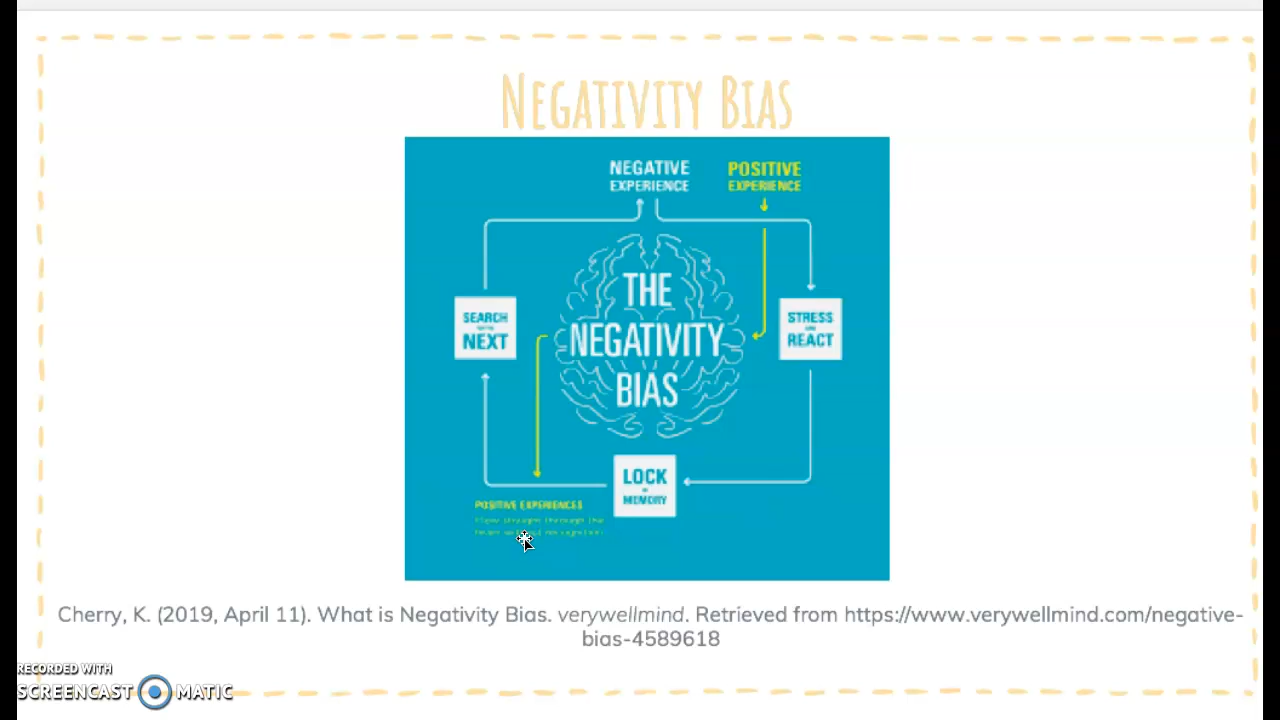 NEGATIVITY BIAS
NEGATIVE
EXPERIENCE
POSITIVE
EXPERIENCE
THE
NEGATIVITY
BIAS
SEARCH
NEXT
STRESS
REACT
LOCK
MEMORY
POSITIVE EXPERIENCES
through the
Cherry, K. (2019, April 11). What is Negativity Bias. verywellmind. Retrieved from https://www.verywellmind.com/negative-
bias-4589618
RECORDED WITH
SCREENCAST MATIC